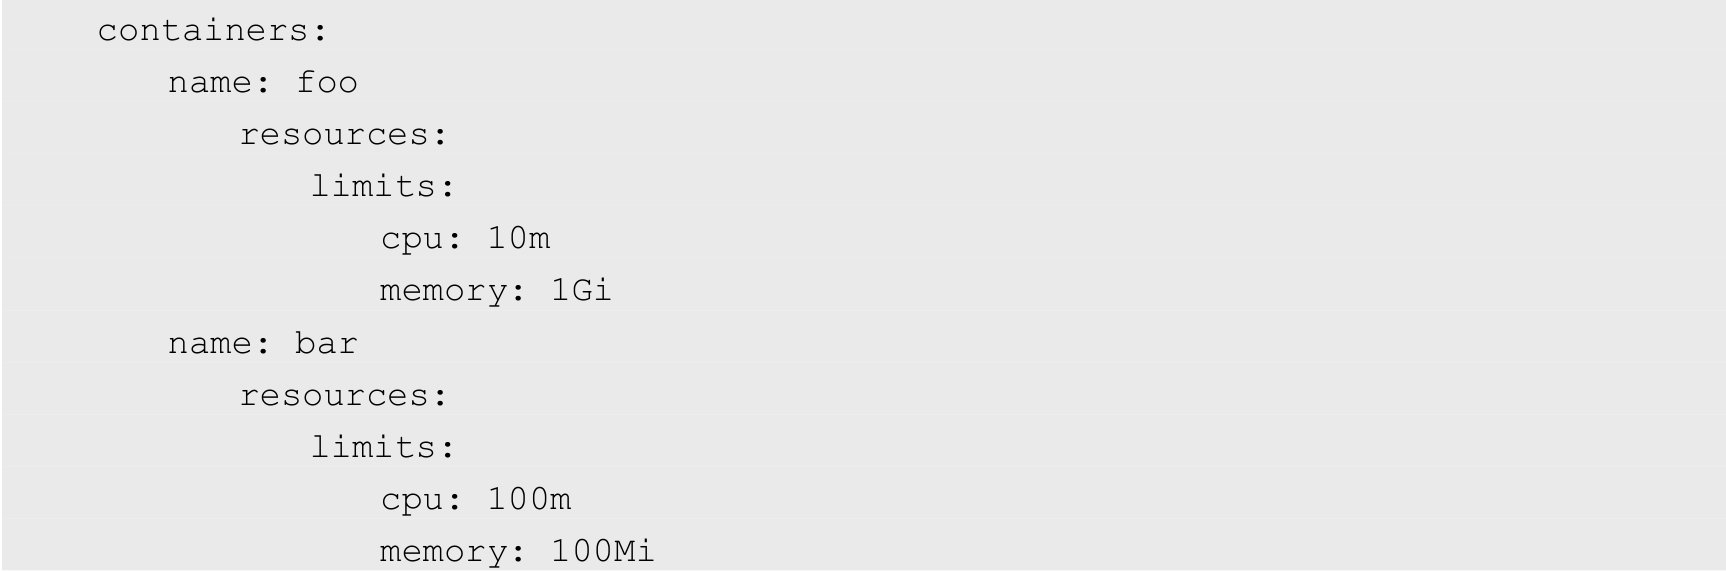 containers:
    name: foo
        resources:
            limits:
                cpu: 10m
                memory: 1Gi
    name: bar
        resources:
            limits:
                cpu: 100m
                memory: 100Mi